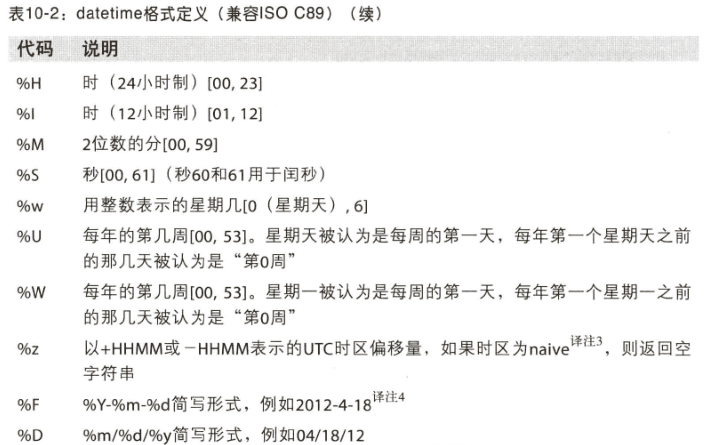 表10-2：datetime格式定义（兼容ISO C89）（续）
代码 说明
%H 时（24小时制）[00, 23]
%I 时（12小时制）[01, 12]
%M 2位数的分[00, 59]
%S 秒[00, 61]（秒60和61用于闰秒）
%w 用整数表示的星期几[0（星期天）, 6]
%U 每年的第几周[00, 53]。星期天被认为是每周的第一天，每年第一个星期天之前
的那几天被认为是“第0周”
%W 每年的第几周[00, 53]。星期一被认为是每周的第一天，每年第一个星期一之前
的那几天被认为是“第0周”
%z 以+HHMM或－HHMM表示的UTC时区偏移量，如果时区为naive译注3，则返回空
字符串
%F %Y-%m-%d简写形式，例如2012-4-18译注4
%D %m/%d/%y简写形式，例如04/18/12